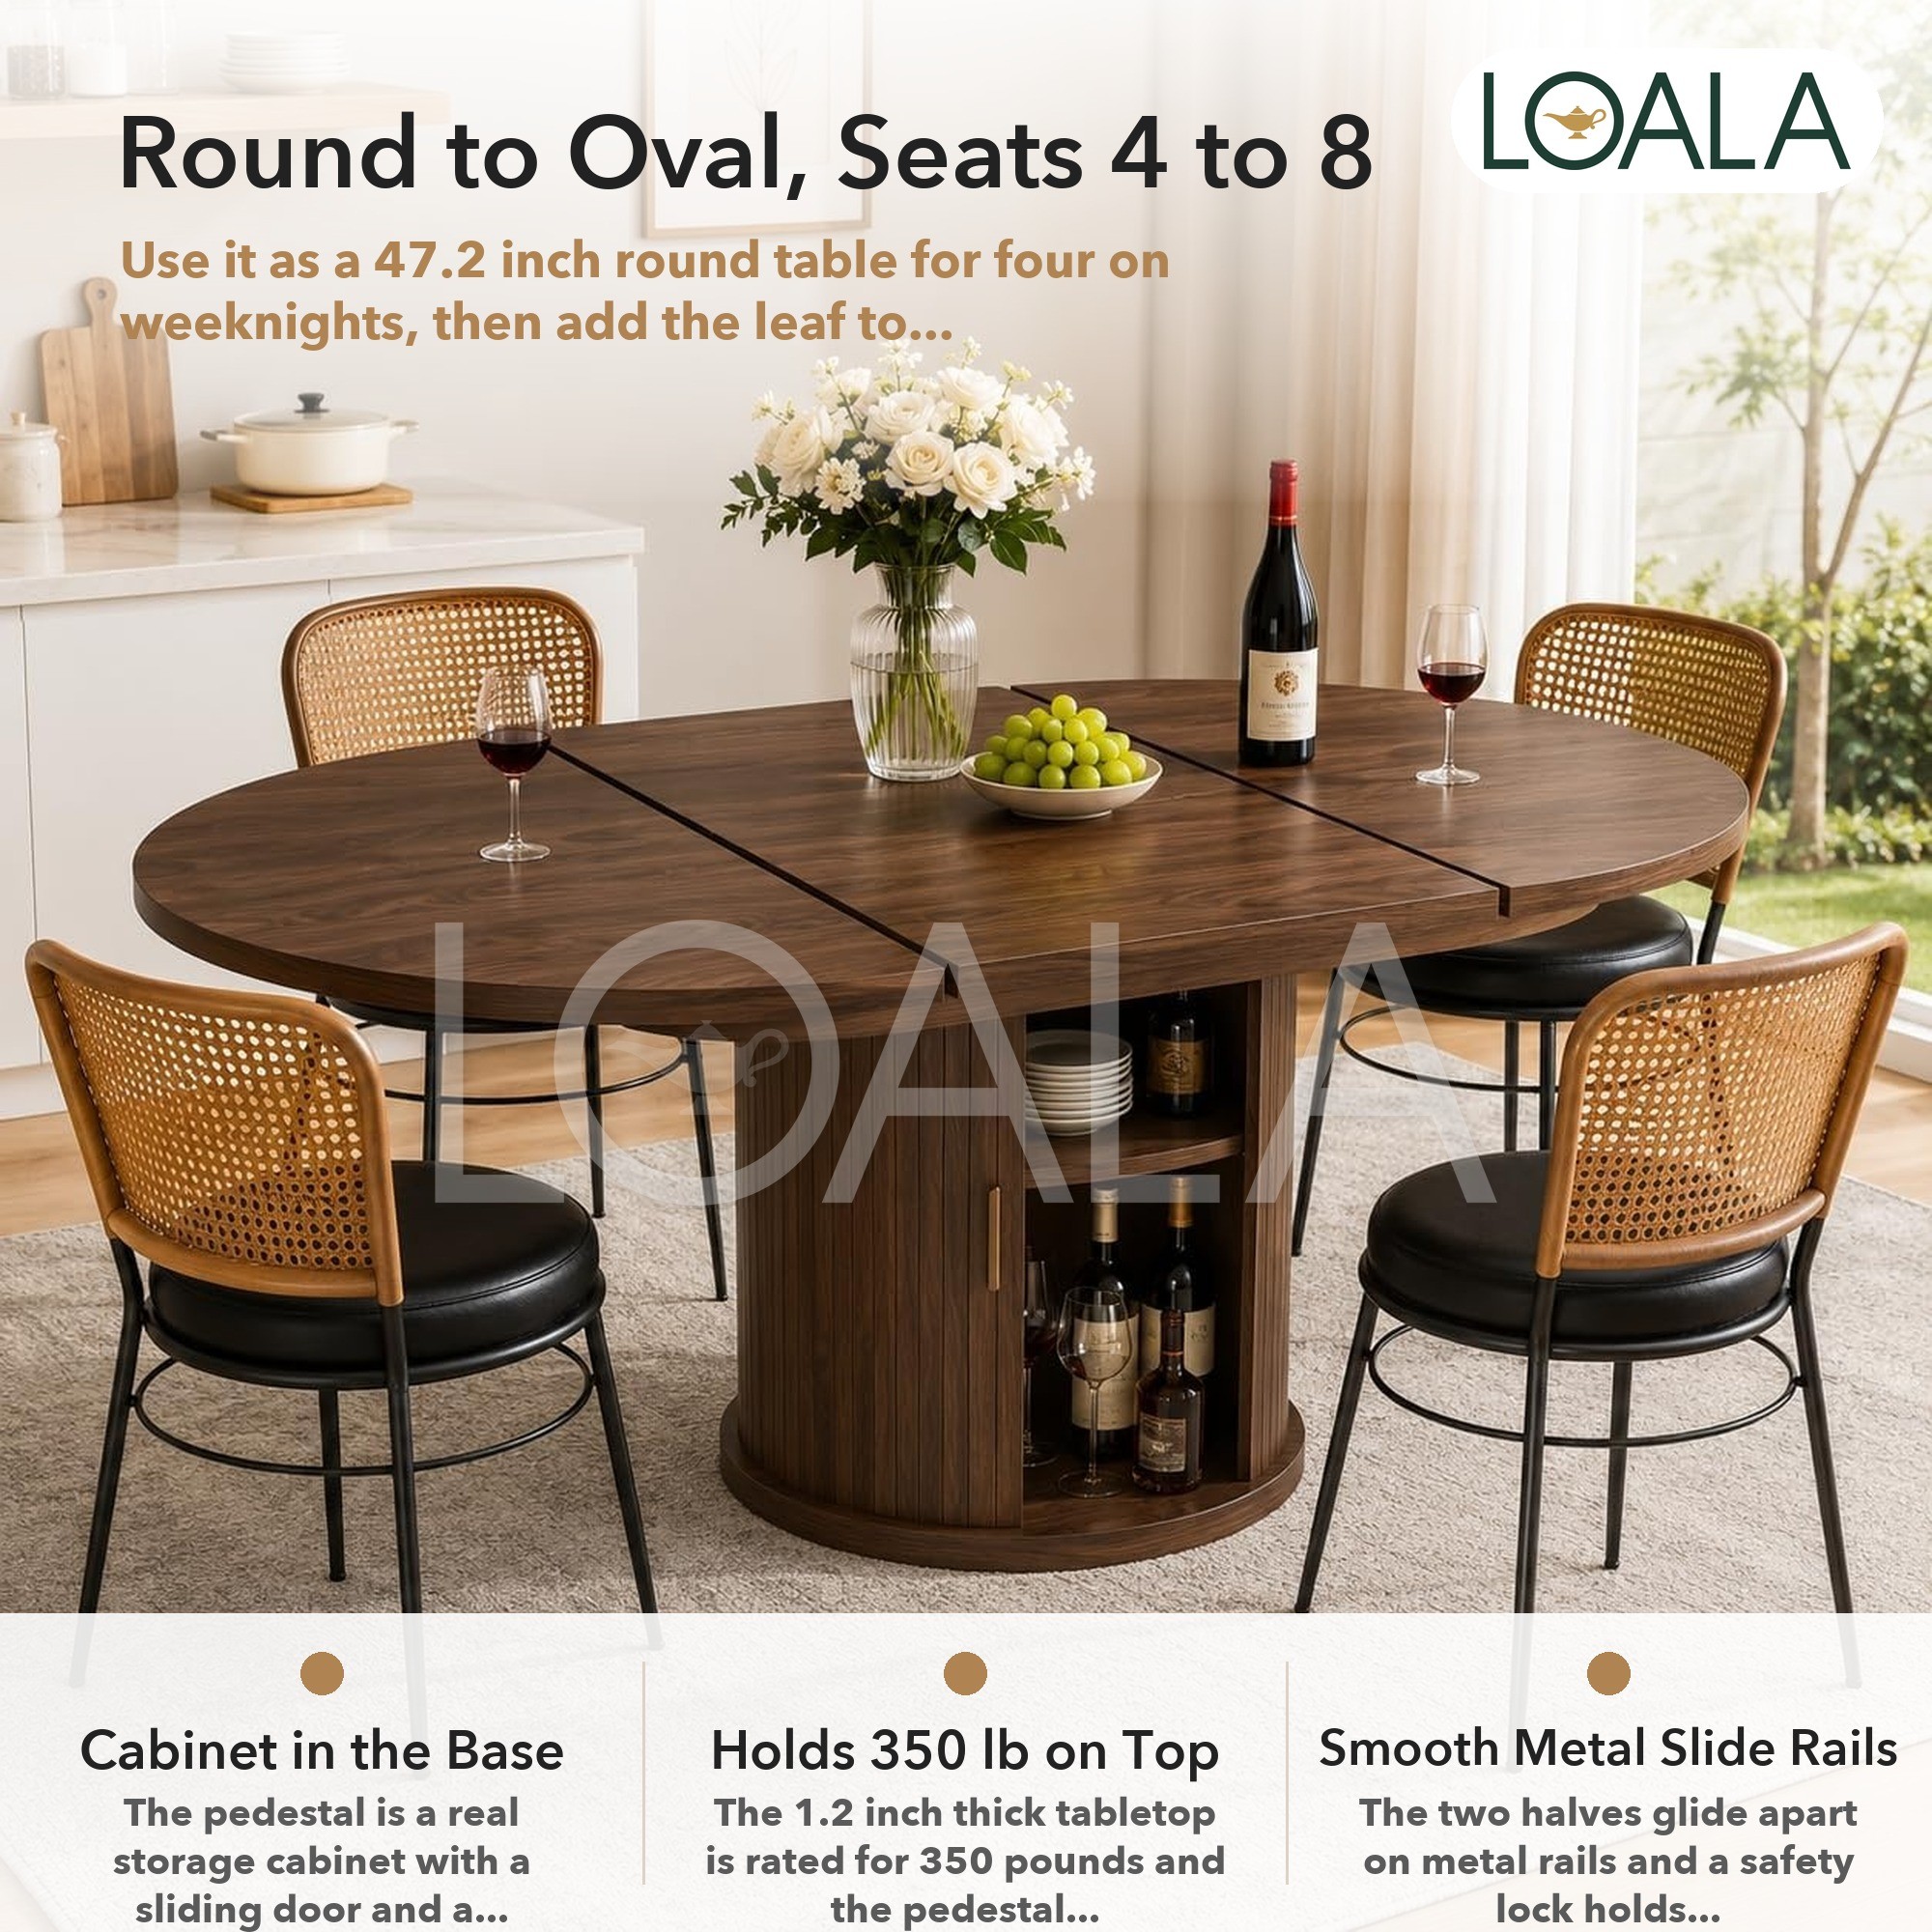 LOALA
Round to Oval, Seats 4 to 8
Use it as a 47.2 inch round table for four on
weeknights, then add the leaf to...
LOALA
Cabinet in the Base
The pedestal is a real
storage cabinet with a
sliding door and a...
Holds 350 lb on Top
The 1.2 inch thick tabletop
is rated for 350 pounds and
the pedestal...
Smooth Metal Slide Rails
The two halves glide apart
on metal rails and a safety
lock holds...